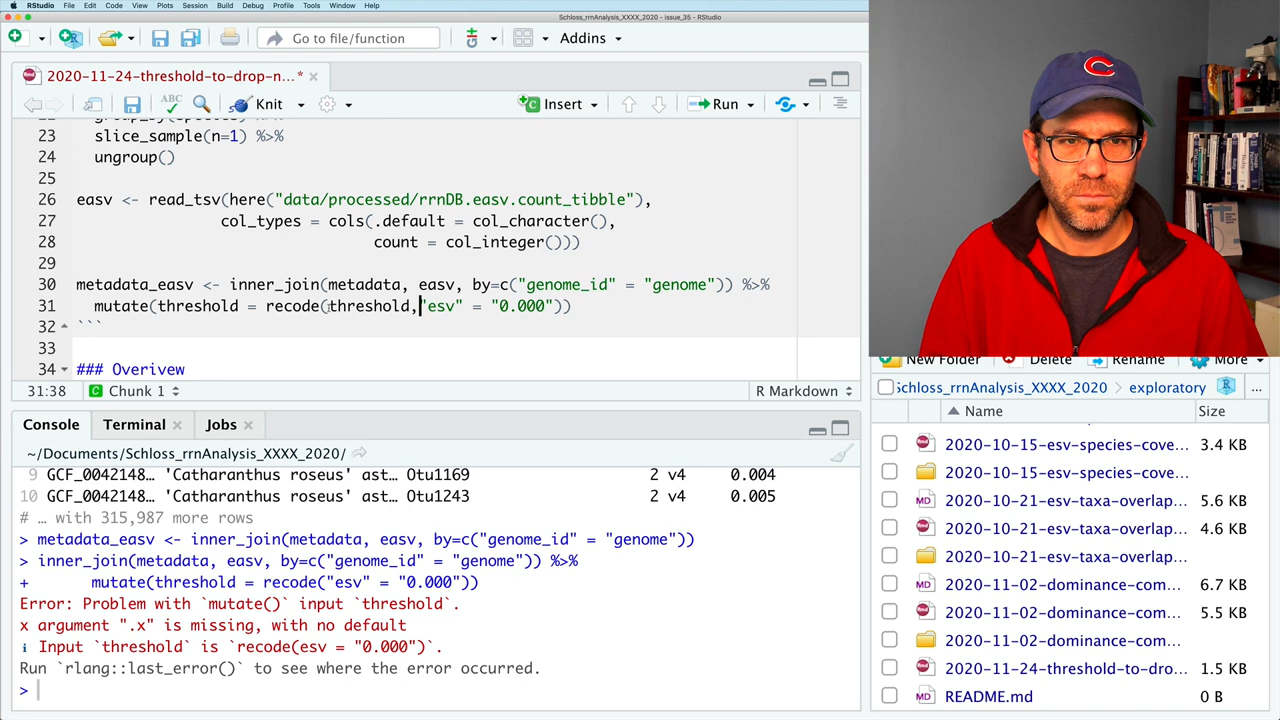 RStudio File Edit Code View Plots Session Build Debug Profile Tools Window Help
Schloss_rrnAnalysis_XXXX_2020 - issue_35 - RStudio
Go to file/function Addins
2020-11-24-threshold-to-drop-n...*
ABC Knit Insert Run
23 slice_sample(n=1) %>%
24 ungroup()
25
26 easv <- read_tsv(here("data/processed/rrnDB.easv.count_tibble"),
27 col_types = cols(.default = col_character(),
28 count = col_integer()))
29
30 metadata_easv <- inner_join(metadata, easv, by=c("genome_id" = "genome")) %>%
31 mutate(threshold = recode(threshold,"esv" = "0.000"))
32 ```
33
34 ### Overivew
31:38 Chunk 1 R Markdown
Console Terminal Jobs
~/Documents/Schloss_rrnAnalysis_XXXX_2020/
9 GCF_0042148… 'Catharanthus roseus' ast… Otu1169 2 v4 0.004
10 GCF_0042148… 'Catharanthus roseus' ast… Otu1243 2 v4 0.005
# … with 315,987 more rows
> metadata_easv <- inner_join(metadata, easv, by=c("genome_id" = "genome"))
> inner_join(metadata, easv, by=c("genome_id" = "genome")) %>%
+ mutate(threshold = recode("esv" = "0.000"))
Error: Problem with `mutate()` input `threshold`.
x argument ".x" is missing, with no default
i Input `threshold` is `recode(esv = "0.000")`.
Run `rlang::last_error()` to see where the error occurred.
>
New Folder Delete Rename More
Schloss_rrnAnalysis_XXXX_2020 > exploratory ...
Name Size
2020-10-15-esv-species-cove... 3.4 KB
2020-10-15-esv-species-cove...
2020-10-21-esv-taxa-overlap... 5.6 KB
2020-10-21-esv-taxa-overlap... 4.6 KB
2020-10-21-esv-taxa-overlap...
2020-11-02-dominance-com... 6.7 KB
2020-11-02-dominance-com... 5.5 KB
2020-11-02-dominance-com...
2020-11-24-threshold-to-dro... 1.5 KB
README.md 0 B